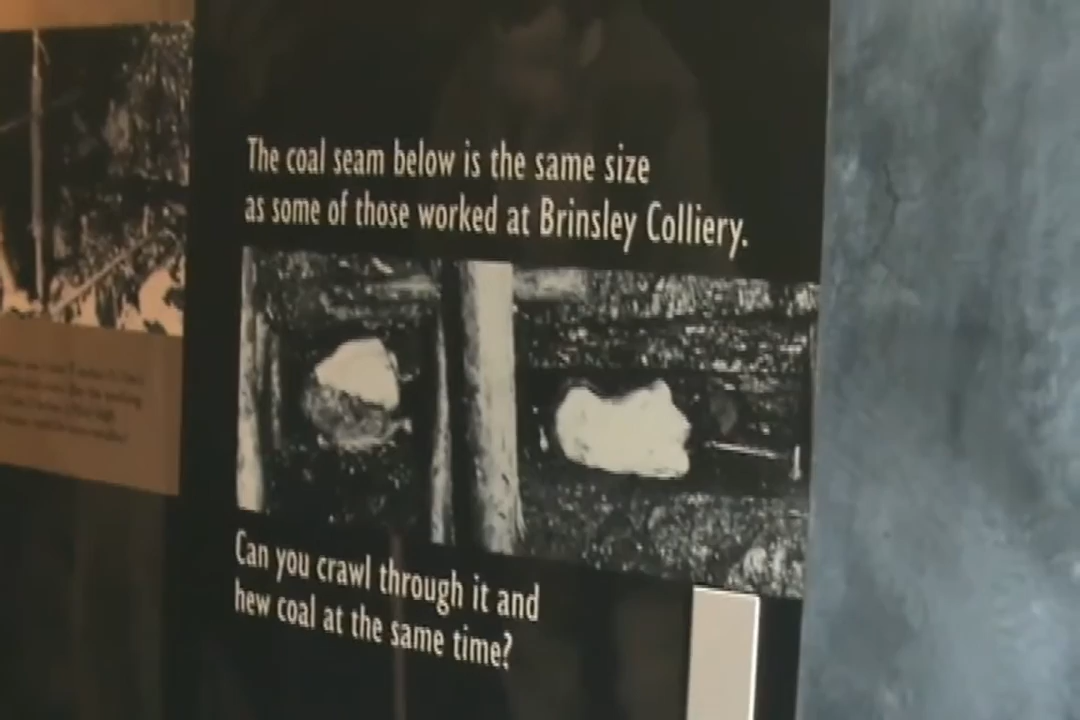 The coal seam below is the same size
as some of those worked at Brinsley Colliery.
Can you crawl through it and
hew coal at the same time?